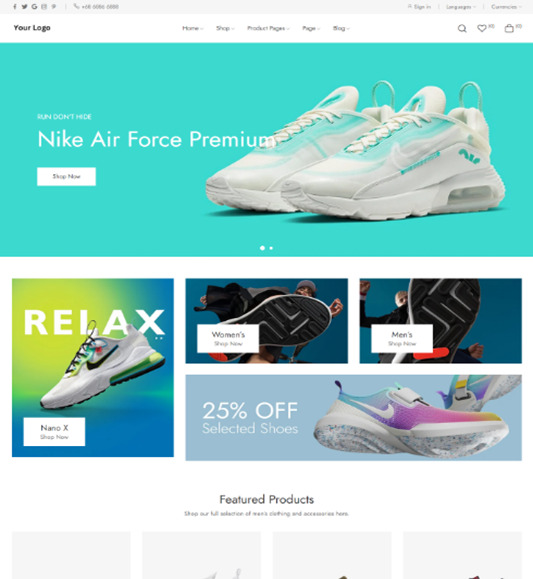 +68 6686 6888
Sign In Languages Currencies
Your Logo
Home Shop Product Pages Page Blog
(0) (0)
RUN DON'T HIDE
Nike Air Force Premium
Shop Now
RELAX
Nano X
Shop Now
Women's
Shop Now
Men's
Shop Now
25% OFF
Selected Shoes
Featured Products
Shop our full selection of men's clothing and accessories here.